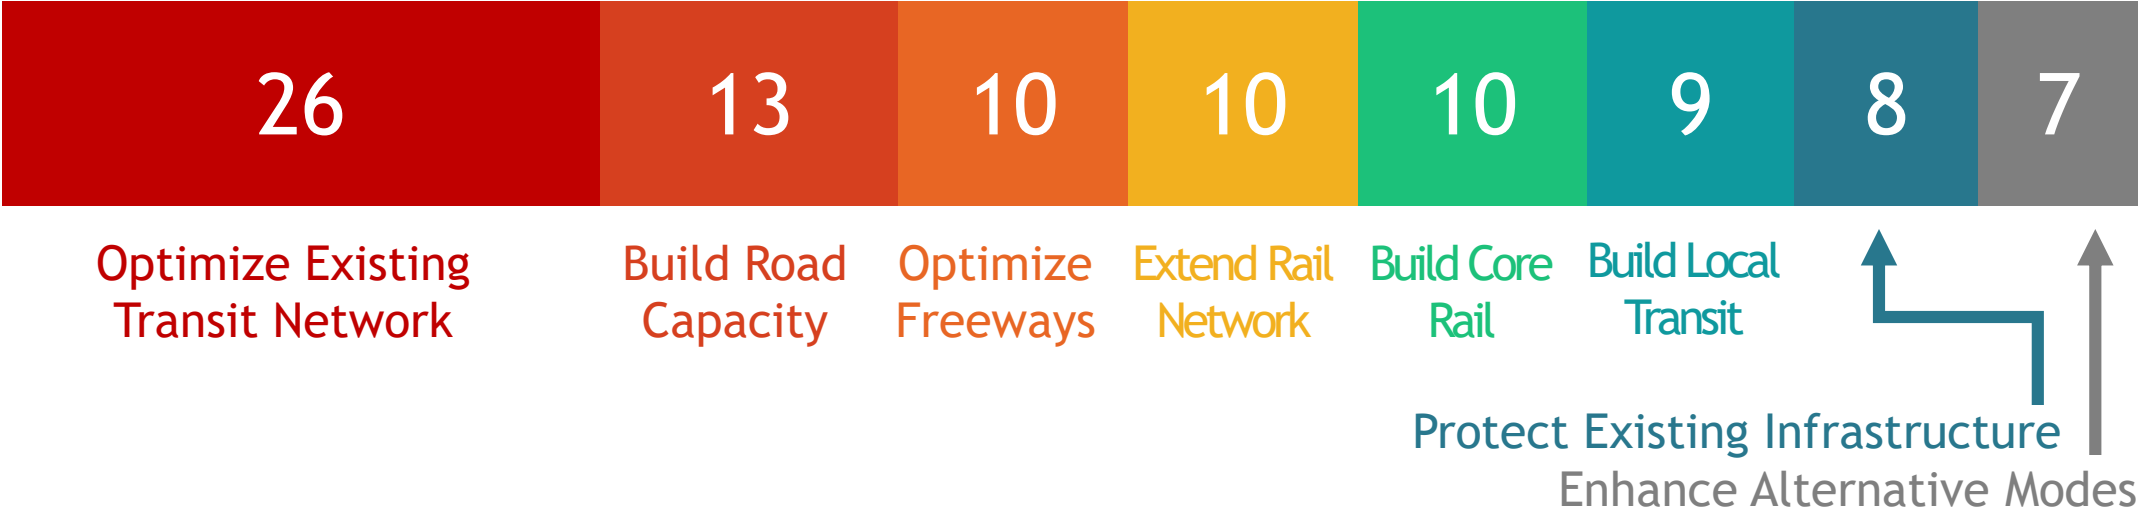 26 13 10 10 10 9 8 7
Optimize Existing
Transit Network
Build Road
Capacity
Optimize
Freeways
Extend Rail
Network
Build Core
Rail
Build Local
Transit
Protect Existing Infrastructure
Enhance Alternative Modes